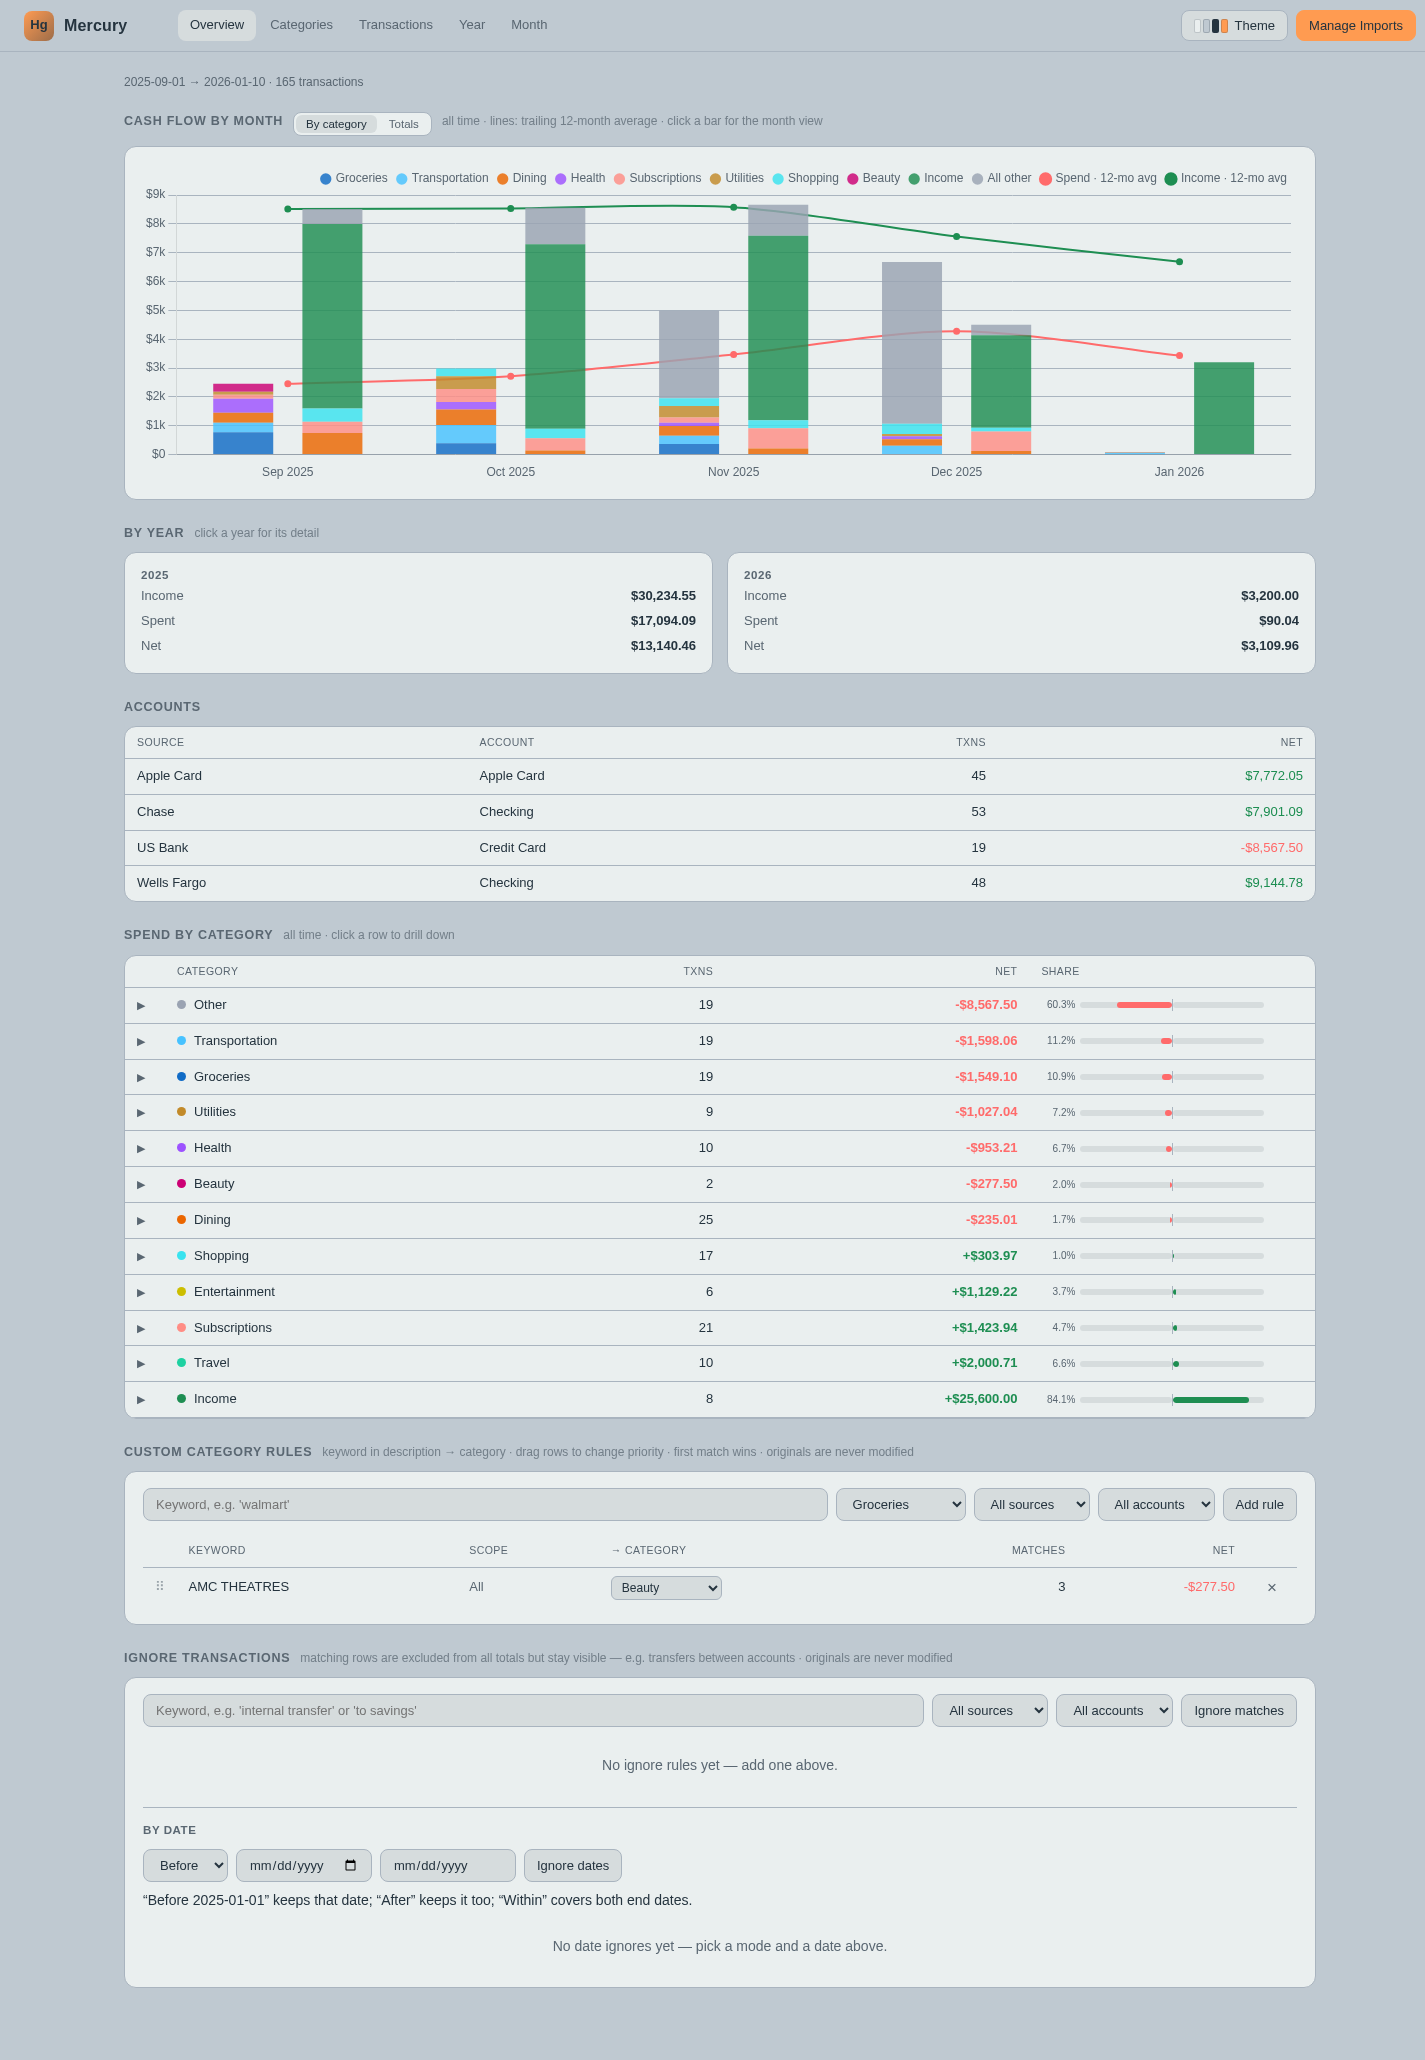 Hg Mercury Overview Categories Transactions Year Month Theme Manage Imports
2025-09-01 → 2026-01-10 · 165 transactions
CASH FLOW BY MONTH By category Totals all time · lines: trailing 12-month average · click a bar for the month view
Groceries Transportation Dining Health Subscriptions Utilities Shopping Beauty Income All other Spend · 12-mo avg Income · 12-mo avg
$9k
$8k
$7k
$6k
$5k
$4k
$3k
$2k
$1k
$0
Sep 2025 Oct 2025 Nov 2025 Dec 2025 Jan 2026
BY YEAR click a year for its detail
2025
Income $30,234.55
Spent $17,094.09
Net $13,140.46
2026
Income $3,200.00
Spent $90.04
Net $3,109.96
ACCOUNTS
SOURCE ACCOUNT TXNS NET
Apple Card Apple Card 45 $7,772.05
Chase Checking 53 $7,901.09
US Bank Credit Card 19 -$8,567.50
Wells Fargo Checking 48 $9,144.78
SPEND BY CATEGORY all time · click a row to drill down
CATEGORY TXNS NET SHARE
▶ Other 19 -$8,567.50 60.3%
▶ Transportation 19 -$1,598.06 11.2%
▶ Groceries 19 -$1,549.10 10.9%
▶ Utilities 9 -$1,027.04 7.2%
▶ Health 10 -$953.21 6.7%
▶ Beauty 2 -$277.50 2.0%
▶ Dining 25 -$235.01 1.7%
▶ Shopping 17 +$303.97 1.0%
▶ Entertainment 6 +$1,129.22 3.7%
▶ Subscriptions 21 +$1,423.94 4.7%
▶ Travel 10 +$2,000.71 6.6%
▶ Income 8 +$25,600.00 84.1%
CUSTOM CATEGORY RULES keyword in description → category · drag rows to change priority · first match wins · originals are never modified
Keyword, e.g. 'walmart' Groceries All sources All accounts Add rule
KEYWORD SCOPE → CATEGORY MATCHES NET
AMC THEATRES All Beauty 3 -$277.50 ✕
IGNORE TRANSACTIONS matching rows are excluded from all totals but stay visible — e.g. transfers between accounts · originals are never modified
Keyword, e.g. 'internal transfer' or 'to savings' All sources All accounts Ignore matches
No ignore rules yet — add one above.
BY DATE
Before mm/dd/yyyy mm/dd/yyyy Ignore dates
“Before 2025-01-01” keeps that date; “After” keeps it too; “Within” covers both end dates.
No date ignores yet — pick a mode and a date above.